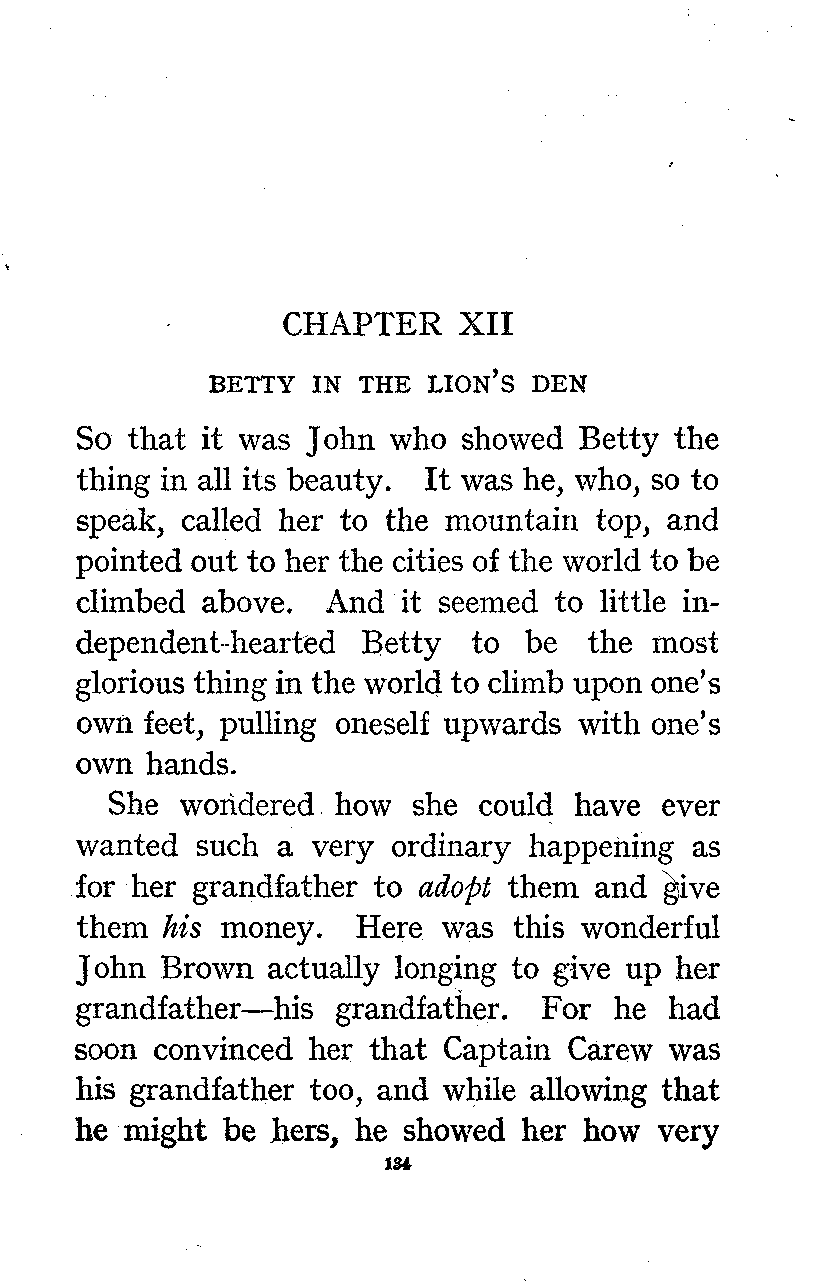 CHAPTER XII
BETTY IN THE LION'S DEN
So that it was John who showed Betty the
thing in all its beauty. It was he, who, so to
speak, called her to the mountain top, and
pointed out to her the cities of the world to be
climbed above. And it seemed to little in-
dependent-hearted Betty to be the most
glorious thing in the world to climb upon one's
own feet, pulling oneself upwards with one's
own hands.
She wondered how she could have ever
wanted such a very ordinary happening as
for her grandfather to adopt them and give
them his money. Here was this wonderful
John Brown actually longing to give up her
grandfather—his grandfather. For he had
soon convinced her that Captain Carew was
his grandfather too, and while allowing that
he might be hers, he showed her how very
134